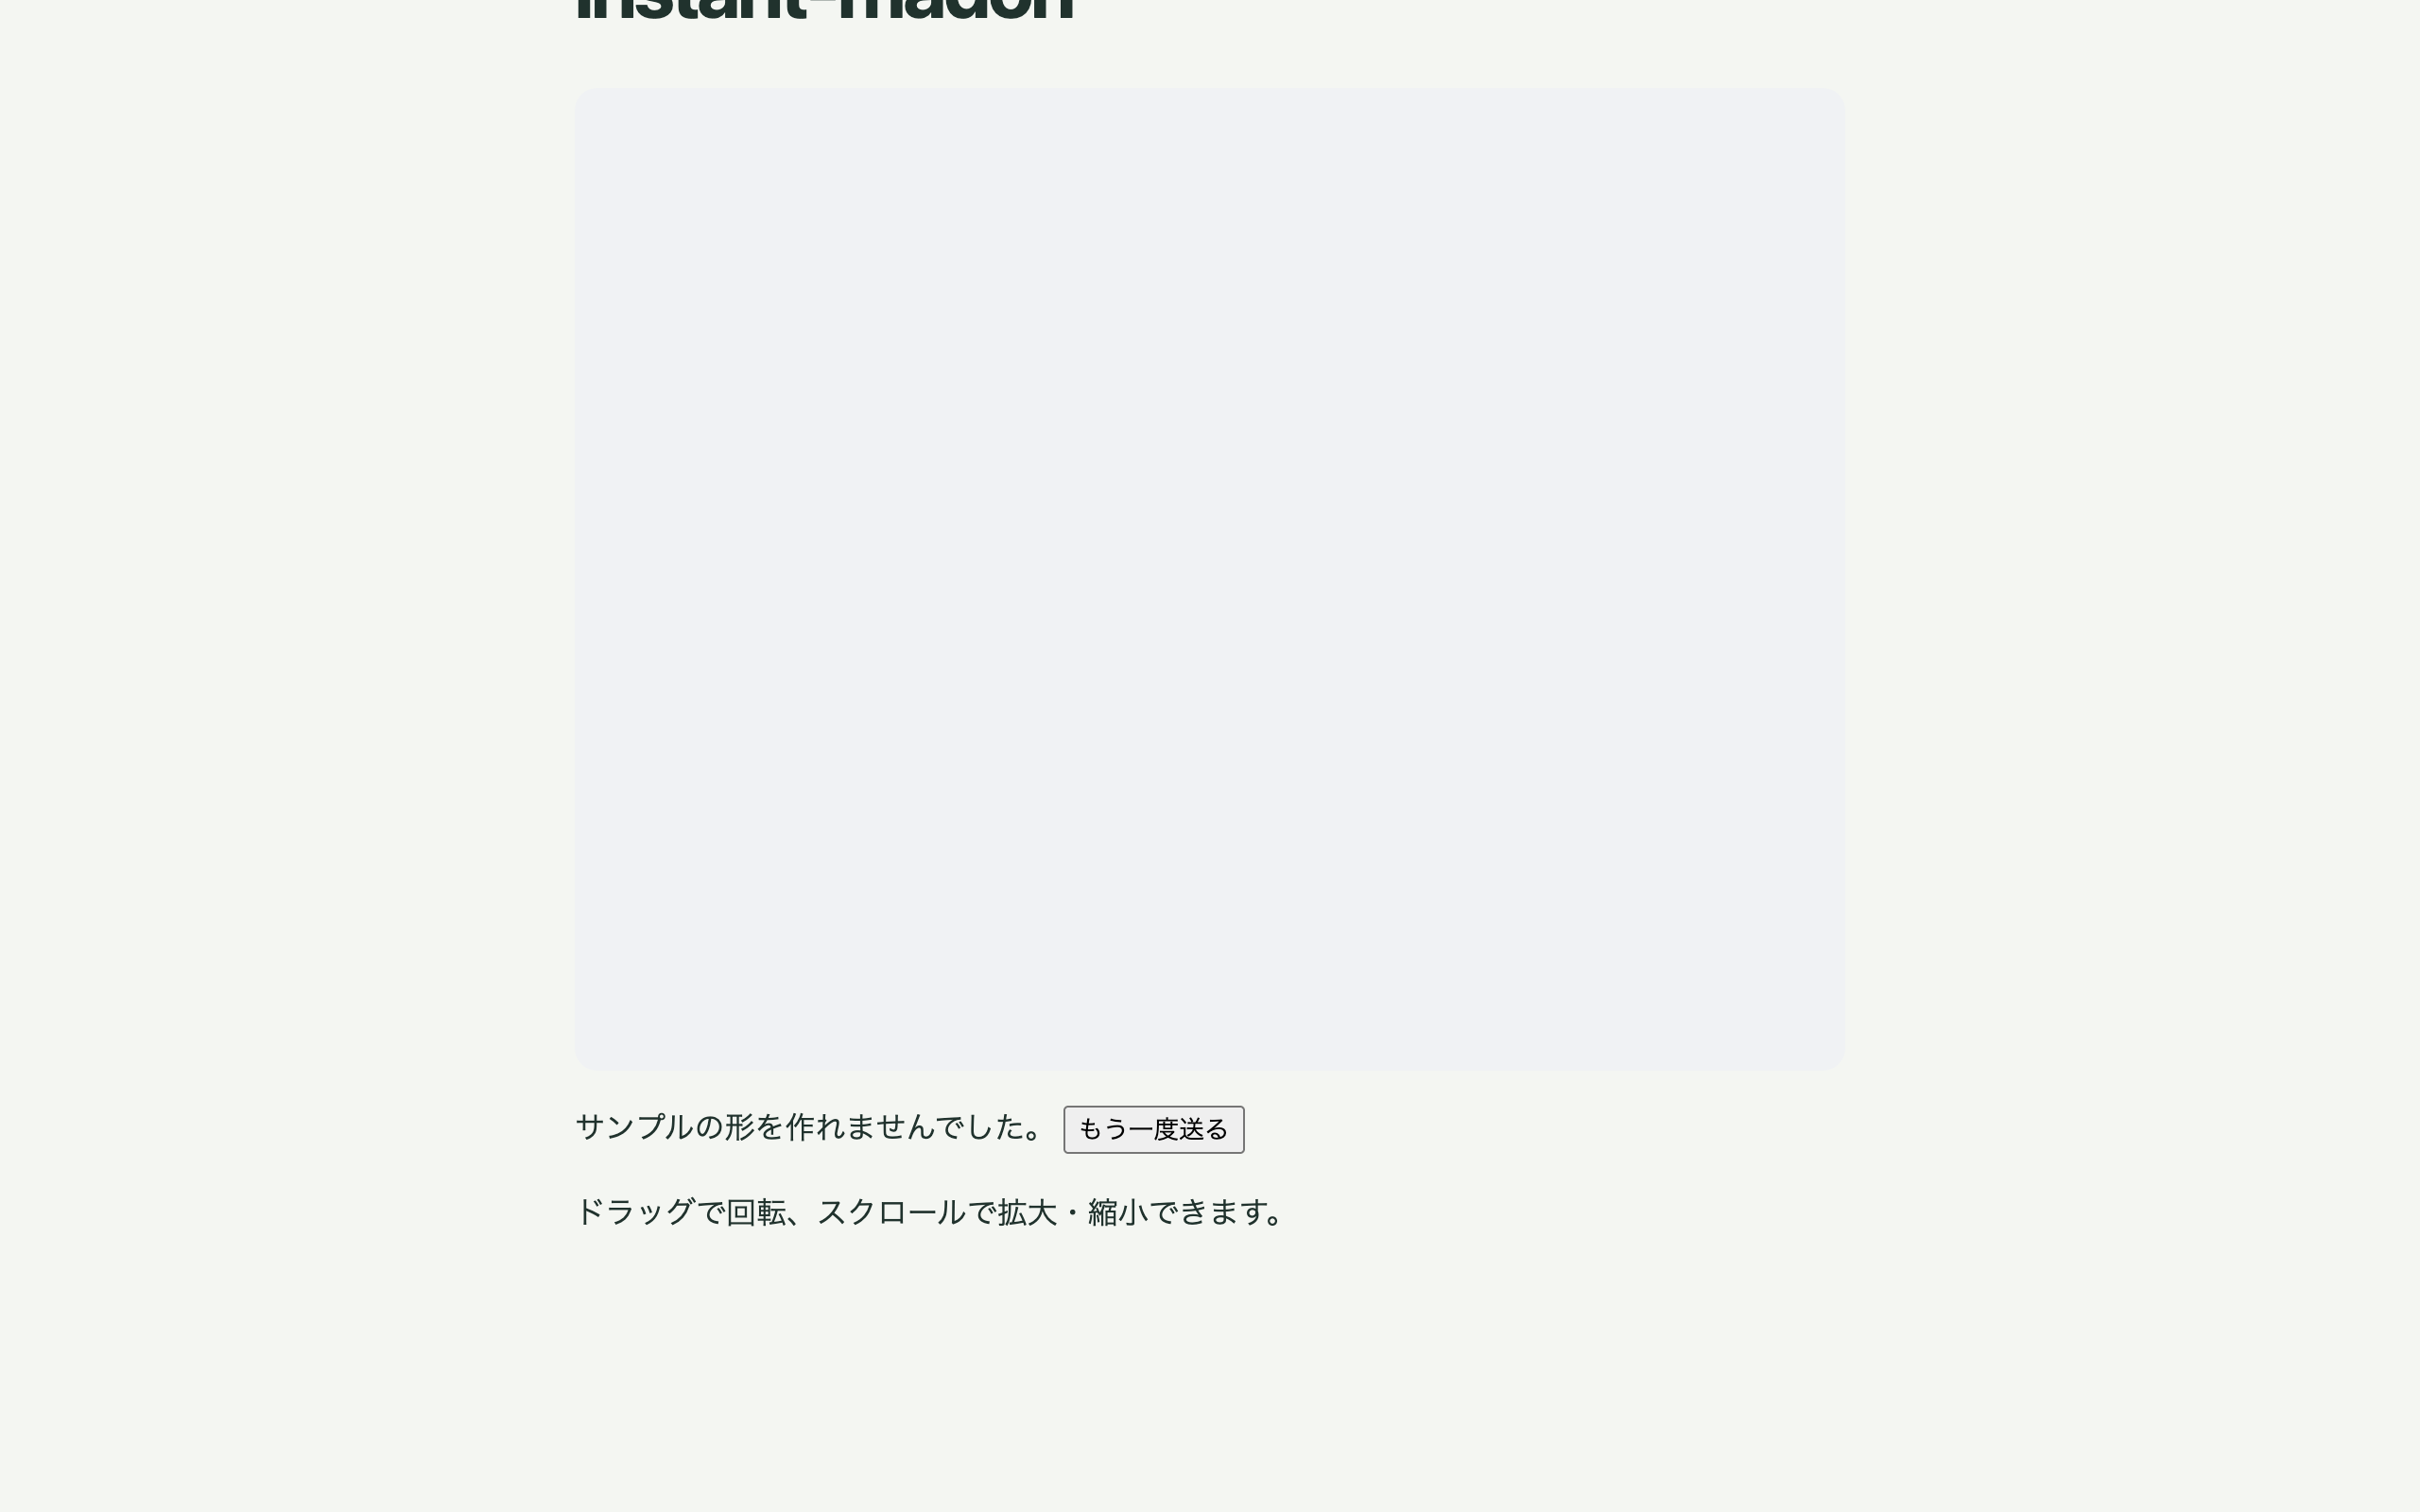 instant-madori
サンプルの形を作れませんでした。 もう一度送る
ドラッグで回転、スクロールで拡大・縮小できます。